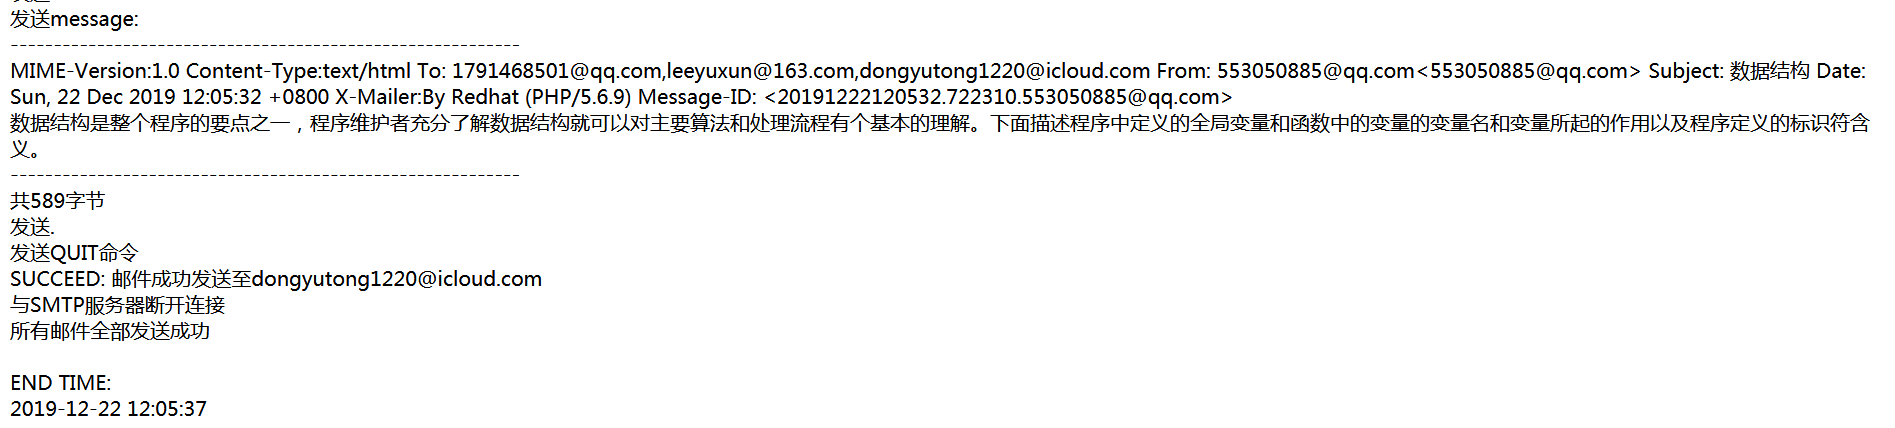 发送message:
----------------------------------------------------------
MIME-Version:1.0 Content-Type:text/html To: 1791468501@qq.com,leeyuxun@163.com,dongyutong1220@icloud.com From: 553050885@qq.com<553050885@qq.com> Subject: 数据结构 Date:
Sun, 22 Dec 2019 12:05:32 +0800 X-Mailer:By Redhat (PHP/5.6.9) Message-ID: <20191222120532.722310.553050885@qq.com>
数据结构是整个程序的要点之一，程序维护者充分了解数据结构就可以对主要算法和处理流程有个基本的理解。下面描述程序中定义的全局变量和函数中的变量的变量名和变量所起的作用以及程序定义的标识符含
义。
----------------------------------------------------------
共589字节
发送.
发送QUIT命令
SUCCEED: 邮件成功发送至dongyutong1220@icloud.com
与SMTP服务器断开连接
所有邮件全部发送成功
END TIME:
2019-12-22 12:05:37